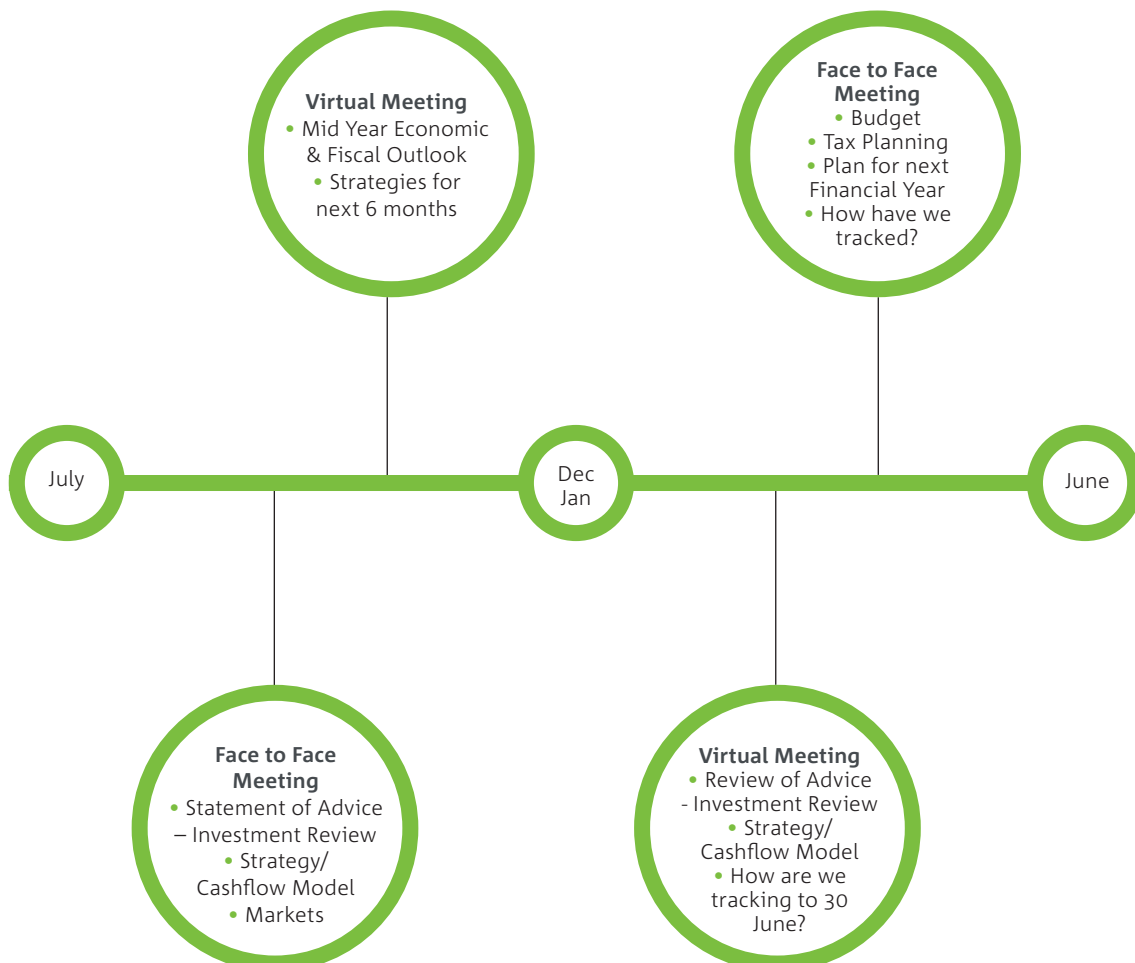 Virtual Meeting
• Mid Year Economic
& Fiscal Outlook
• Strategies for
next 6 months
Face to Face
Meeting
• Budget
• Tax Planning
• Plan for next
Financial Year
• How have we
tracked?
July
Dec
Jan
June
Face to Face
Meeting
• Statement of Advice
– Investment Review
• Strategy/
Cashflow Model
• Markets
Virtual Meeting
• Review of Advice
- Investment Review
• Strategy/
Cashflow Model
• How are we
tracking to 30
June?